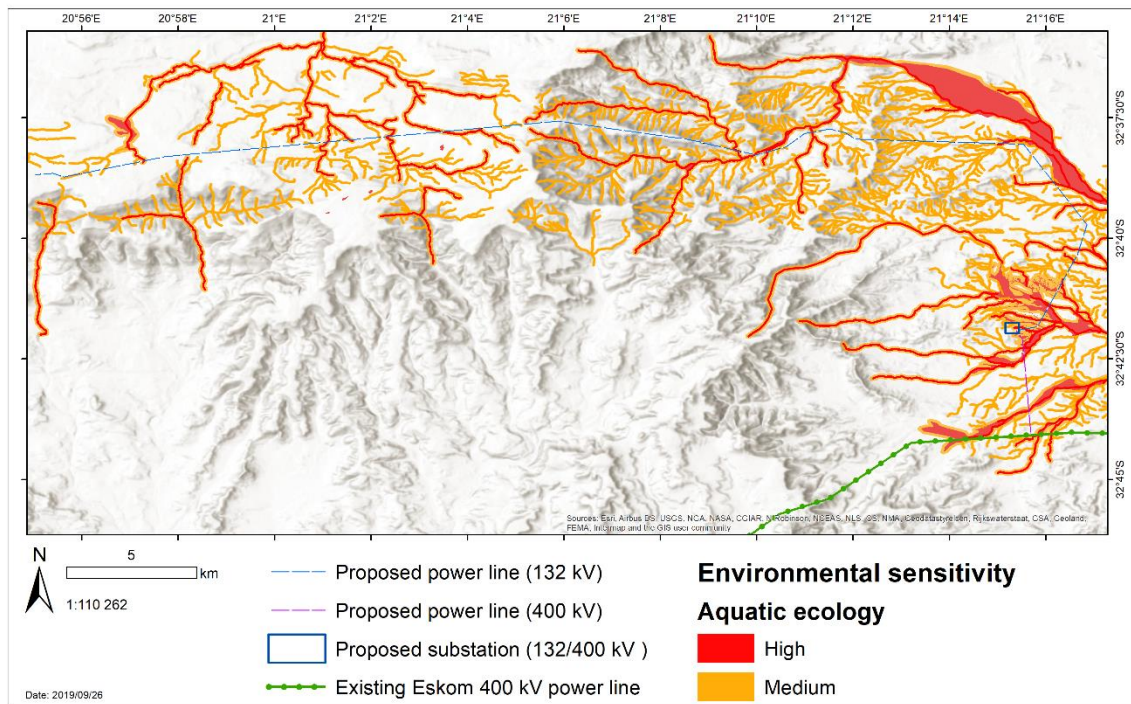 20°56'E 20°58'E 21°0'E 21°2'E 21°4'E 21°6'E 21°8'E 21°10'E 21°12'E 21°14'E 21°16'E
32°37'30"S
32°40'S
32°42'30"S
32°45'S
Sources: Esri, Airbus DS, USGS, NGA, NASA, CGIAR, N Robinson, NCEAS, NLS, OS, NMA, Geodatastyrelsen, Rijkswaterstaat, GSA, Geoland,
FEMA, Intermap and the GIS user community
N
5
km
1:110 262
Date: 2019/09/26
Proposed power line (132 kV)
Proposed power line (400 kV)
Proposed substation (132/400 kV )
Existing Eskom 400 kV power line
Environmental sensitivity
Aquatic ecology
High
Medium